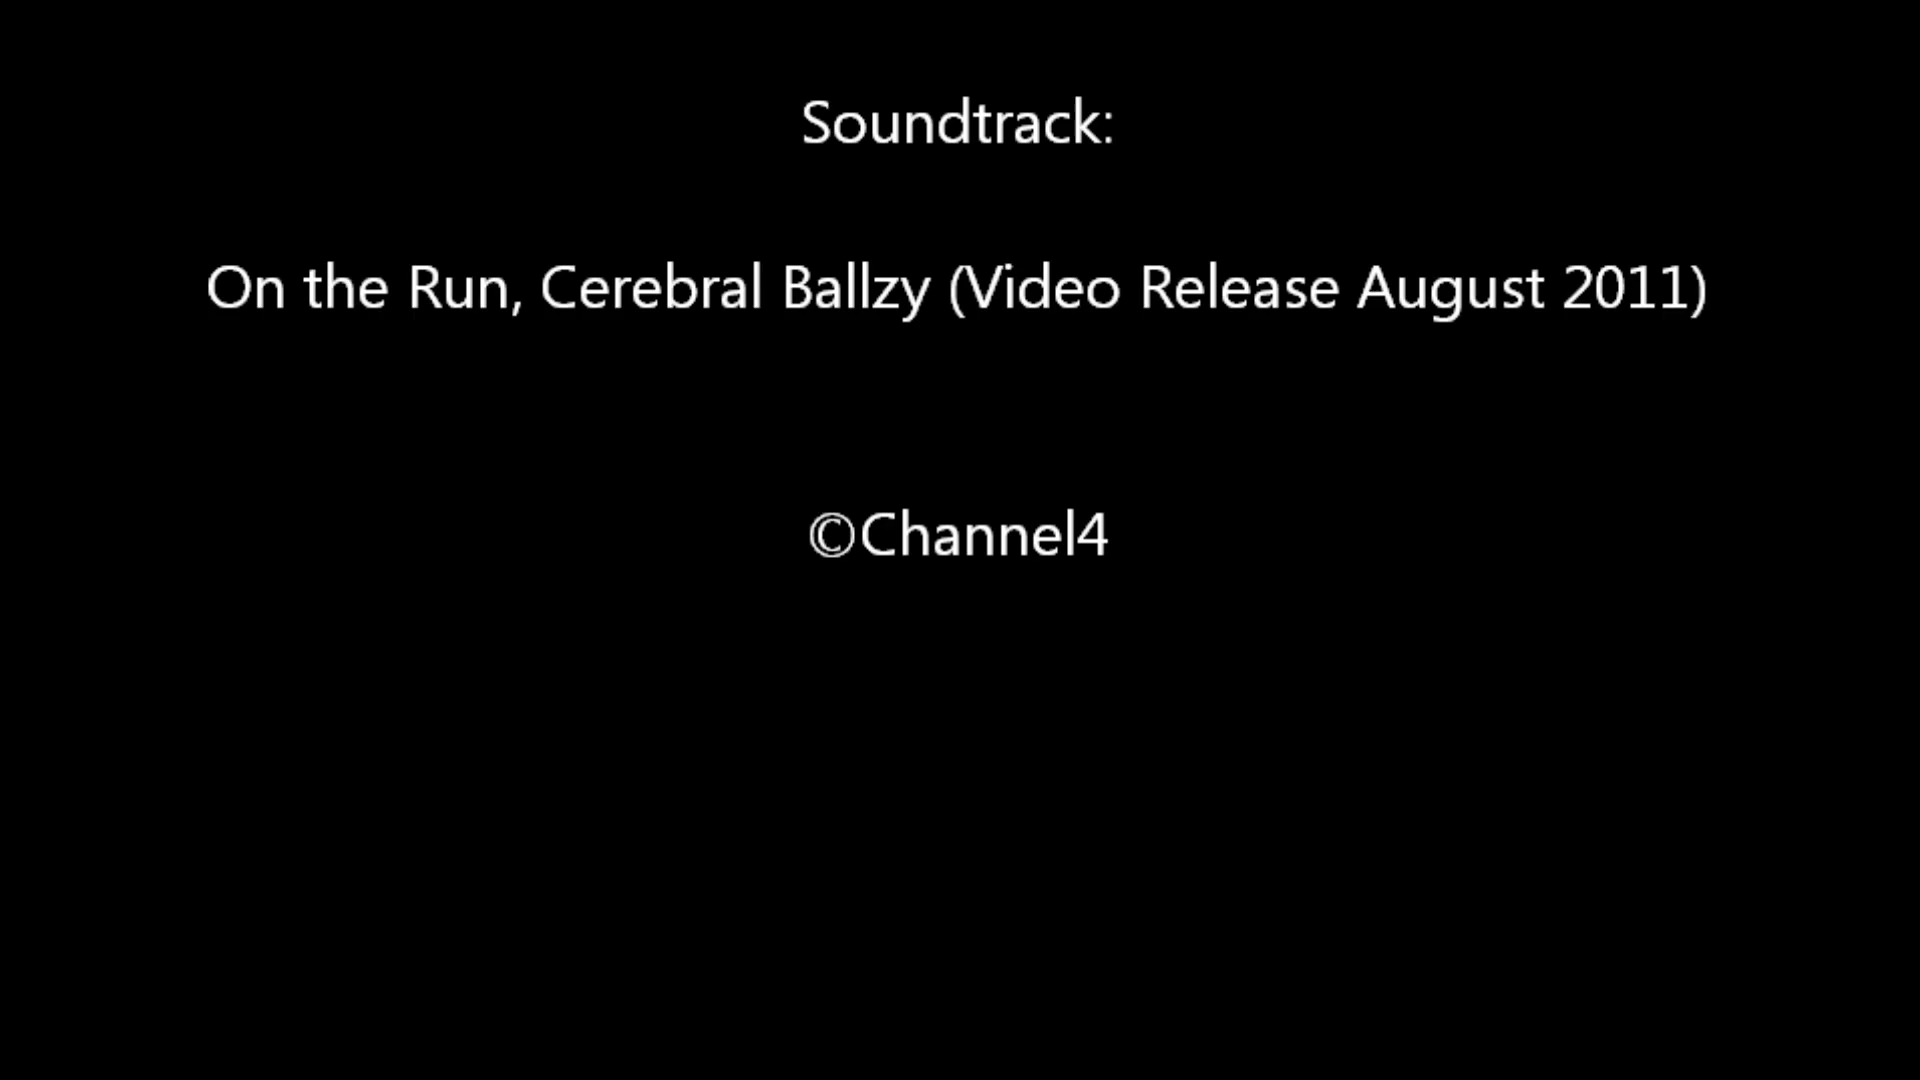 Soundtrack:
On the Run, Cerebral Ballzy (Video Release August 2011)
©Channel4